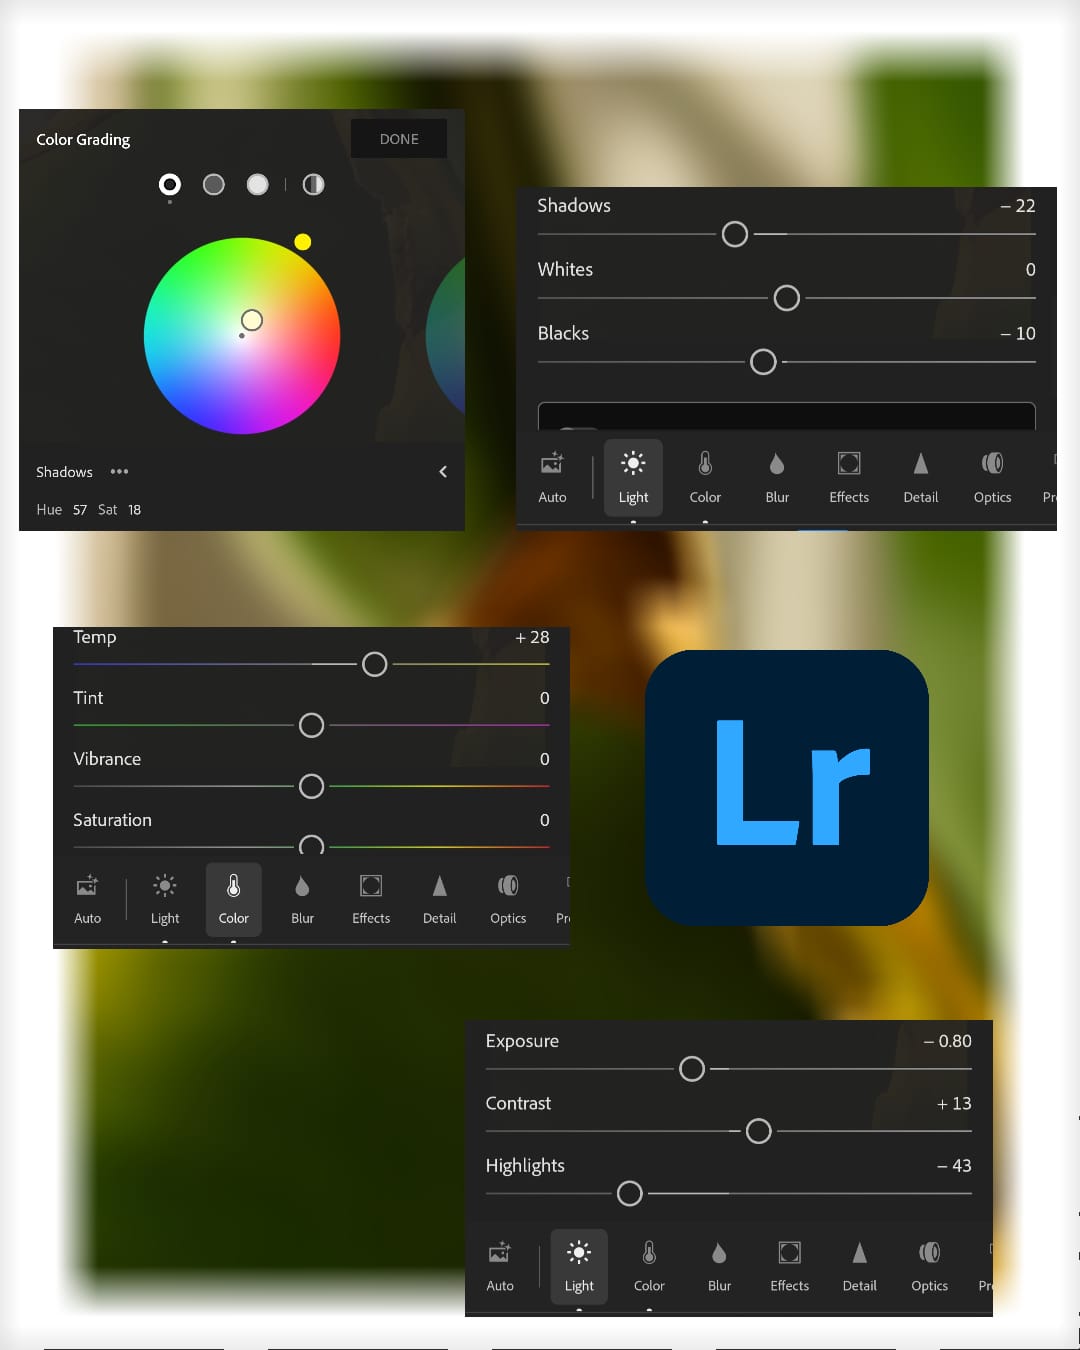 Color Grading
DONE
Shadows •••
Hue 57 Sat 18
Shadows – 22
Whites 0
Blacks – 10
Auto Light Color Blur Effects Detail Optics Pr
Temp + 28
Tint 0
Vibrance 0
Saturation 0
Auto Light Color Blur Effects Detail Optics Pr
Lr
Exposure – 0.80
Contrast + 13
Highlights – 43
Auto Light Color Blur Effects Detail Optics Pr